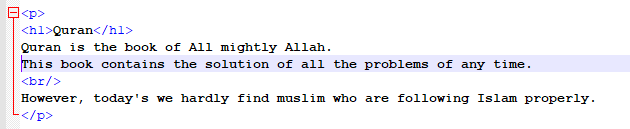 <p>
<h1>Quran</h1>
Quran is the book of All mightly Allah.
This book contains the solution of all the problems of any time.
<br/>
However, today's we hardly find muslim who are following Islam properly.
</p>